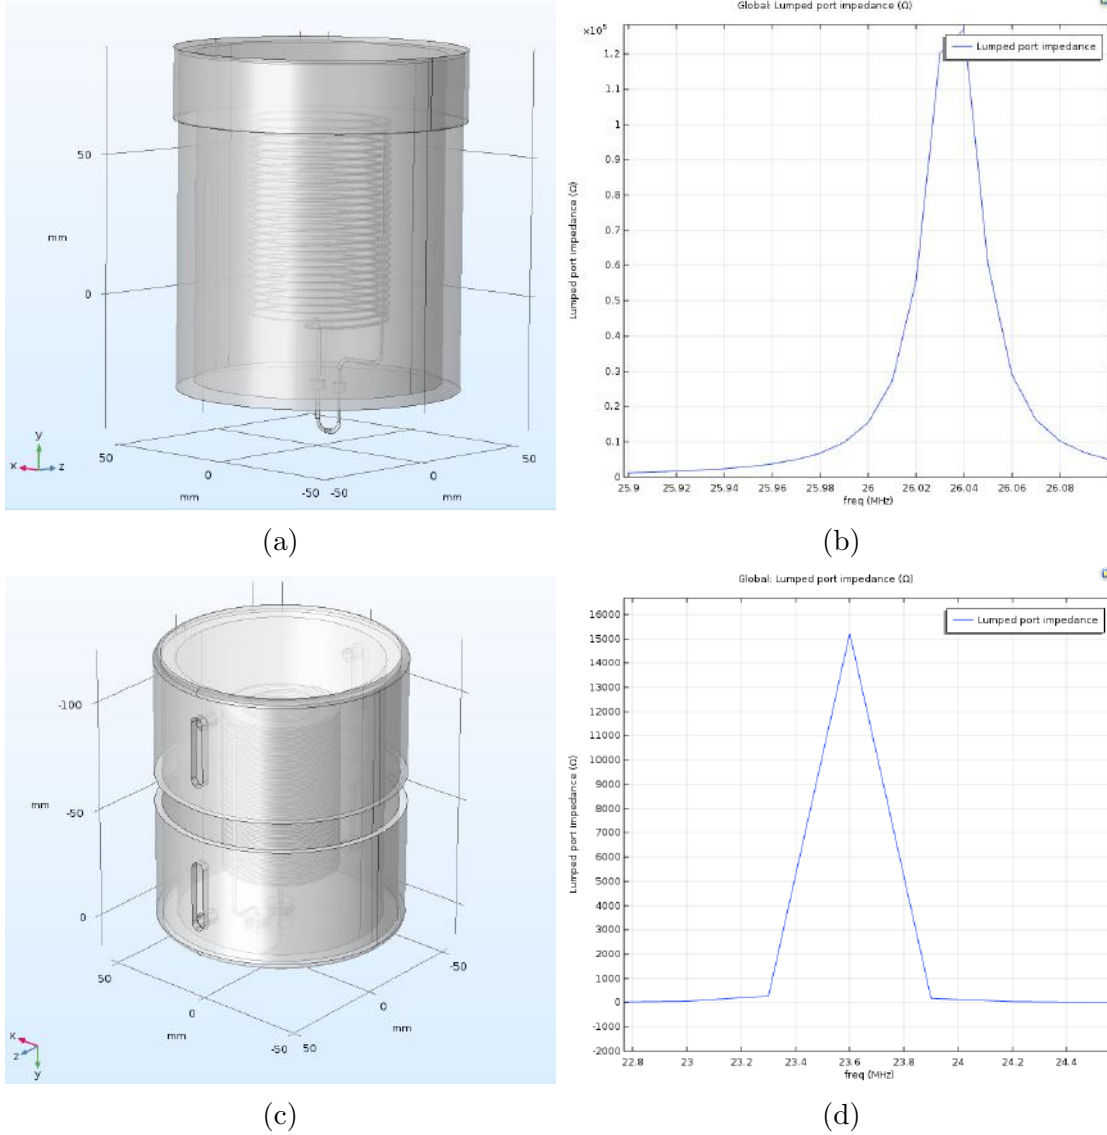 50
mm
0
y
x z
50
0
mm
-50 -50
0
mm
50
Global: Lumped port impedance (Ω)
×10⁵
Lumped port impedance
1.2
1.1
1
0.9
0.8
0.7
0.6
0.5
0.4
0.3
0.2
0.1
0
Lumped port impedance (Ω)
25.9 25.92 25.94 25.96 25.98 26 26.02 26.04 26.06 26.08
freq (MHz)
(a)
(b)
-100
mm
-50
0
50
0
mm
-50 50
0
mm
-50
x
z
y
Global: Lumped port impedance (Ω)
Lumped port impedance
16000
15000
14000
13000
12000
11000
10000
9000
8000
7000
6000
5000
4000
3000
2000
1000
0
-1000
-2000
Lumped port impedance (Ω)
22.8 23 23.2 23.4 23.6 23.8 24 24.2 24.4
freq (MHz)
(c)
(d)